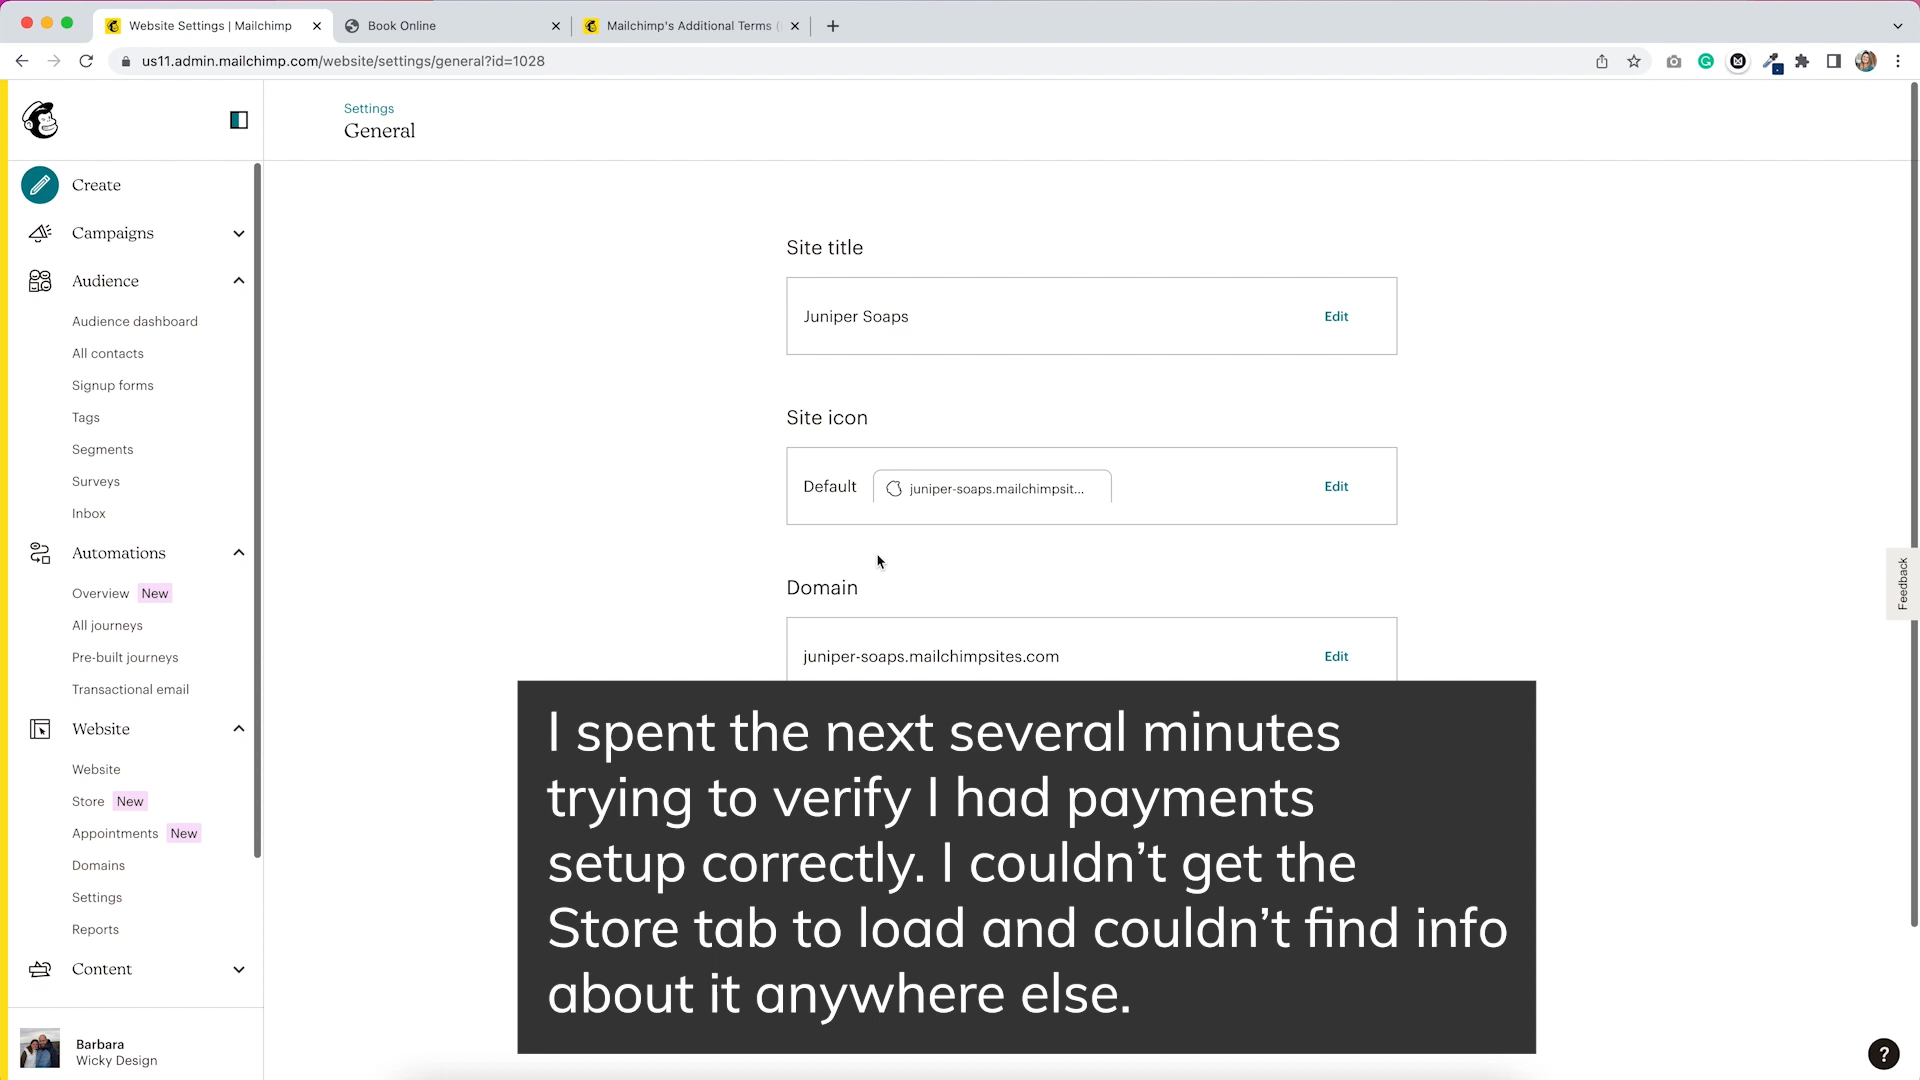 Website Settings | Mailchimp
Book Online
Mailchimp's Additional Terms (
us11.admin.mailchimp.com/website/settings/general?id=1028
Settings
General
Create
Campaigns
Audience
Audience dashboard
All contacts
Signup forms
Tags
Segments
Surveys
Inbox
Automations
Overview New
All journeys
Pre-built journeys
Transactional email
Website
Website
Store New
Appointments New
Domains
Settings
Reports
Content
Barbara
Wicky Design
Site title
Juniper Soaps Edit
Site icon
Default juniper-soaps.mailchimpsit... Edit
Domain
juniper-soaps.mailchimpsites.com Edit
I spent the next several minutes
trying to verify I had payments
setup correctly. I couldn't get the
Store tab to load and couldn't find info
about it anywhere else.
Feedback
?